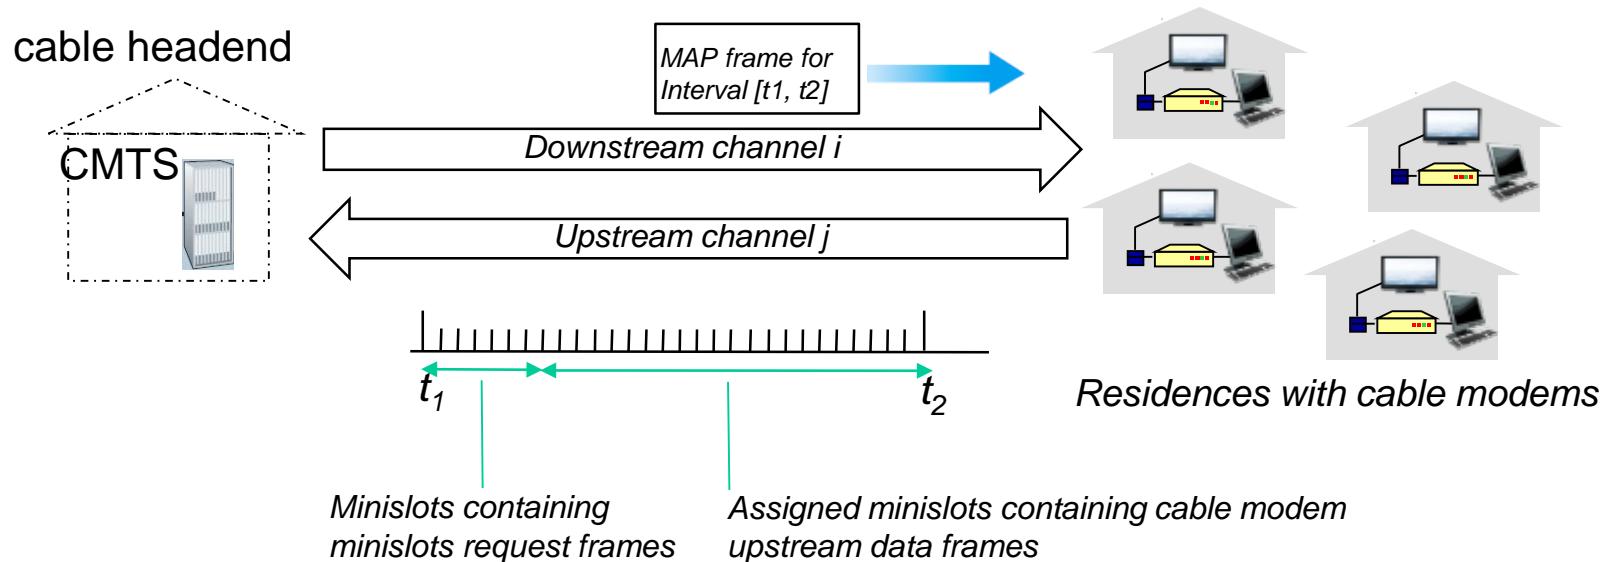 cable headend
CMTS
MAP frame for
Interval [t1, t2]
Downstream channel i
Upstream channel j
t1
t2
Residences with cable modems
Minislots containing
minislots request frames
Assigned minislots containing cable modem
upstream data frames